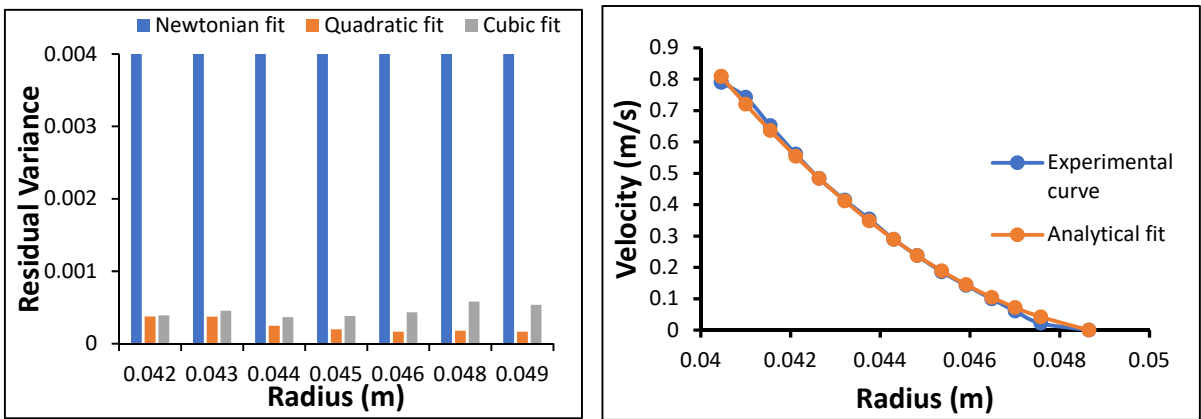 Newtonian fit Quadratic fit Cubic fit
0.004
0.003
0.002
0.001
0
Residual Variance
0.042 0.043 0.044 0.045 0.046 0.048 0.049
Radius (m)
0.9
0.8
0.7
0.6
0.5
0.4
0.3
0.2
0.1
0
Velocity (m/s)
Experimental
curve
Analytical fit
0.04 0.042 0.044 0.046 0.048 0.05
Radius (m)